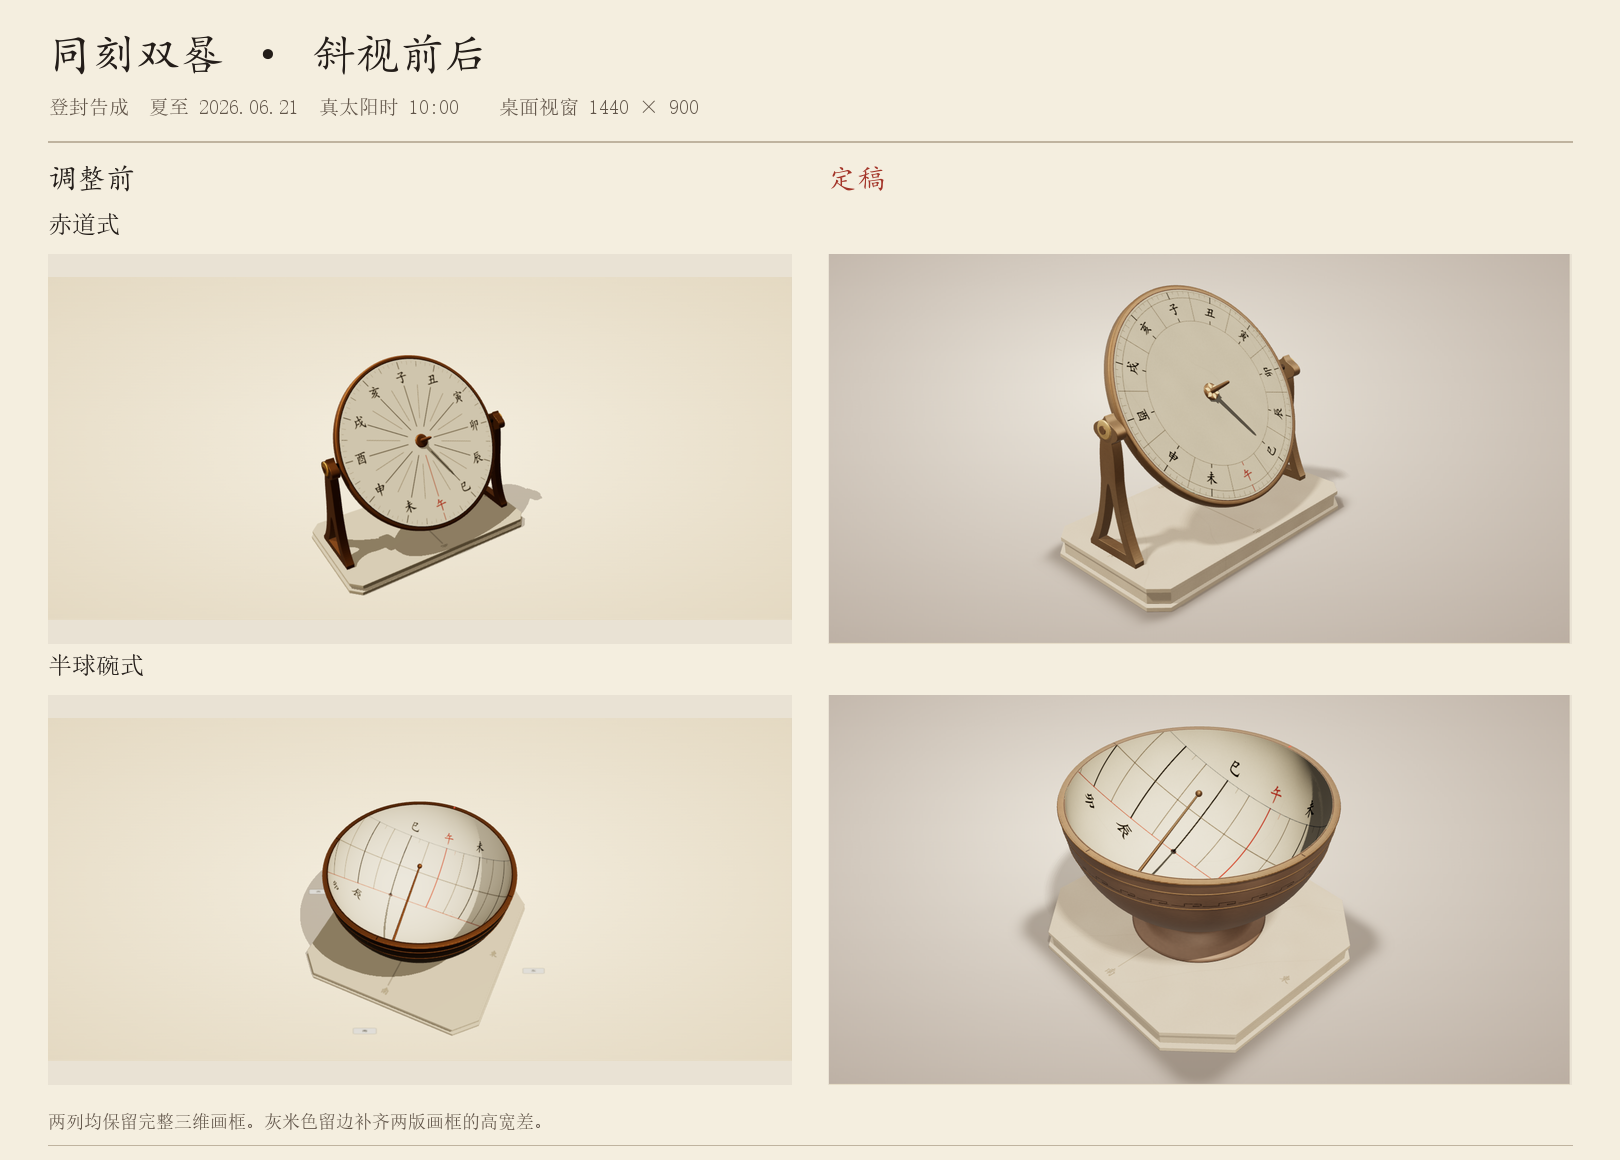 同刻双晷 · 斜视前后
登封告成 夏至 2026.06.21 真太阳时 10:00 桌面视窗 1440 × 900
调整前
定稿
赤道式
子 丑 寅 卯 辰 巳 午 未 申 酉 戌 亥
子 丑 寅 卯 辰 巳 午 未 申 酉 戌 亥
半球碗式
卯 辰 巳 午 未
卯 辰 巳 午 未
两列均保留完整三维画框。灰米色留边补齐两版画框的高宽差。